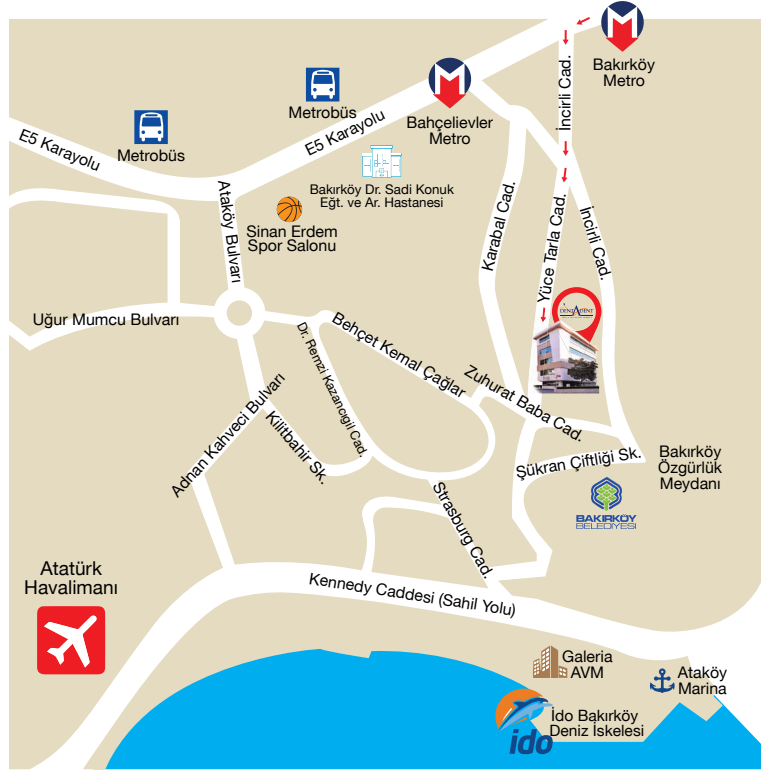 Bakırköy
Metro
İncirli Cad.
Metrobüs
Bahçelievler
Metro
E5 Karayolu
Metrobüs
E5 Karayolu
Bakırköy Dr. Sadi Konuk
Eğt. ve Ar. Hastanesi
Ataköy Bulvarı
Sinan Erdem
Spor Salonu
Karabal Cad.
Yüce Tarla Cad.
İncirli Cad.
DENTADENT
Uğur Mumcu Bulvarı
Behçet Kemal Çağlar
Dr. Remzi Kazancıgil Cad.
Zuhurat Baba Cad.
Adnan Kahveci Bulvarı
Kilitbahir Sk.
Şükran Çiftliği Sk.
Bakırköy
Özgürlük
Meydanı
Strasburg Cad.
BAKIRKÖY
BELEDİYESİ
Atatürk
Havalimanı
Kennedy Caddesi (Sahil Yolu)
Galeria
AVM
Ataköy
Marina
İdo Bakırköy
Deniz İskelesi
ido